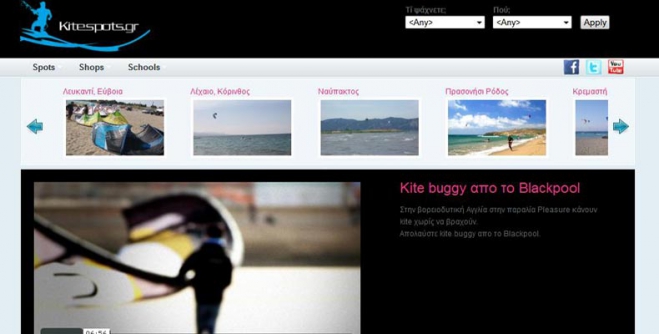 Τί ψάχνετε;
Πού;
Kitespots.gr
<Any>
<Any>
Apply
Spots
Shops
Schools
f
t
You Tube
Λευκαντί, Εύβοια
Λέχαιο, Κόρινθος
Ναύπακτος
Πρασονήσι Ρόδος
Κρεμαστή
Kite buggy απο το Blackpool
Στην βορειοδυτική Αγγλία στην παραλία Pleasure κάνουν
kite χωρίς να βραχούν.
Απολαύστε kite buggy απο το Blackpool.
06:56